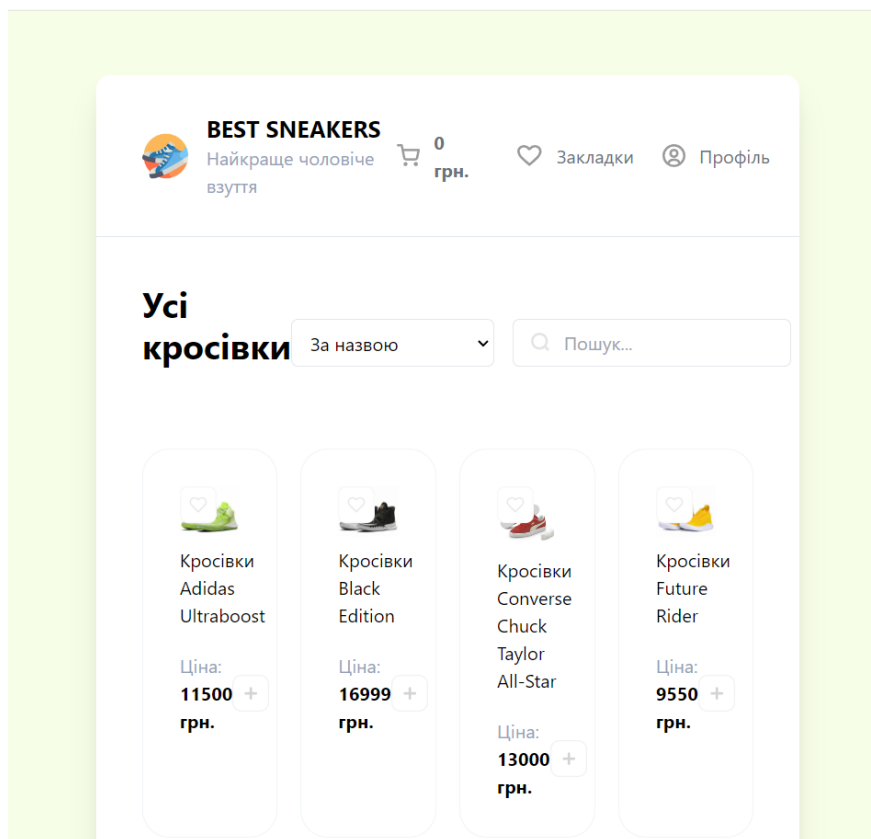 BEST SNEAKERS
Найкраще чоловіче
взуття
0
грн.
Закладки
Профіль
Усі
кросівки
За назвою
Пошук...
Кросівки
Adidas
Ultraboost
Ціна:
11500
грн.
Кросівки
Black
Edition
Ціна:
16999
грн.
Кросівки
Converse
Chuck
Taylor
All-Star
Ціна:
13000
грн.
Кросівки
Future
Rider
Ціна:
9550
грн.